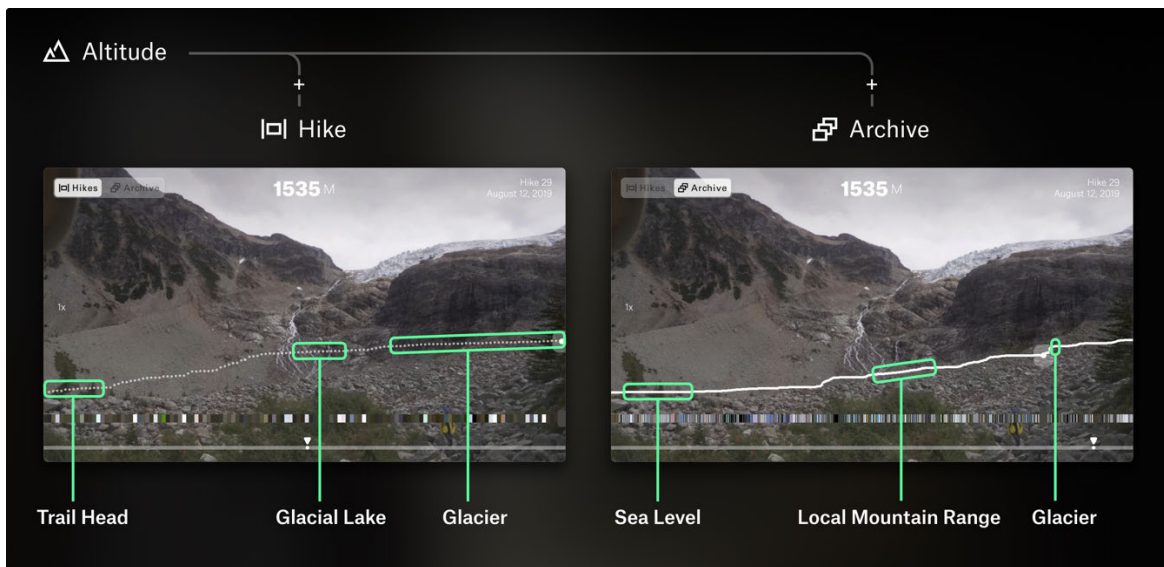 Altitude
+
+
Hike
Archive
Hikes
Archive
1535 M
Hike 29
August 12, 2019
1x
Hikes
Archive
1535 M
Hike 29
August 12, 2019
1x
Trail Head
Glacial Lake
Glacier
Sea Level
Local Mountain Range
Glacier